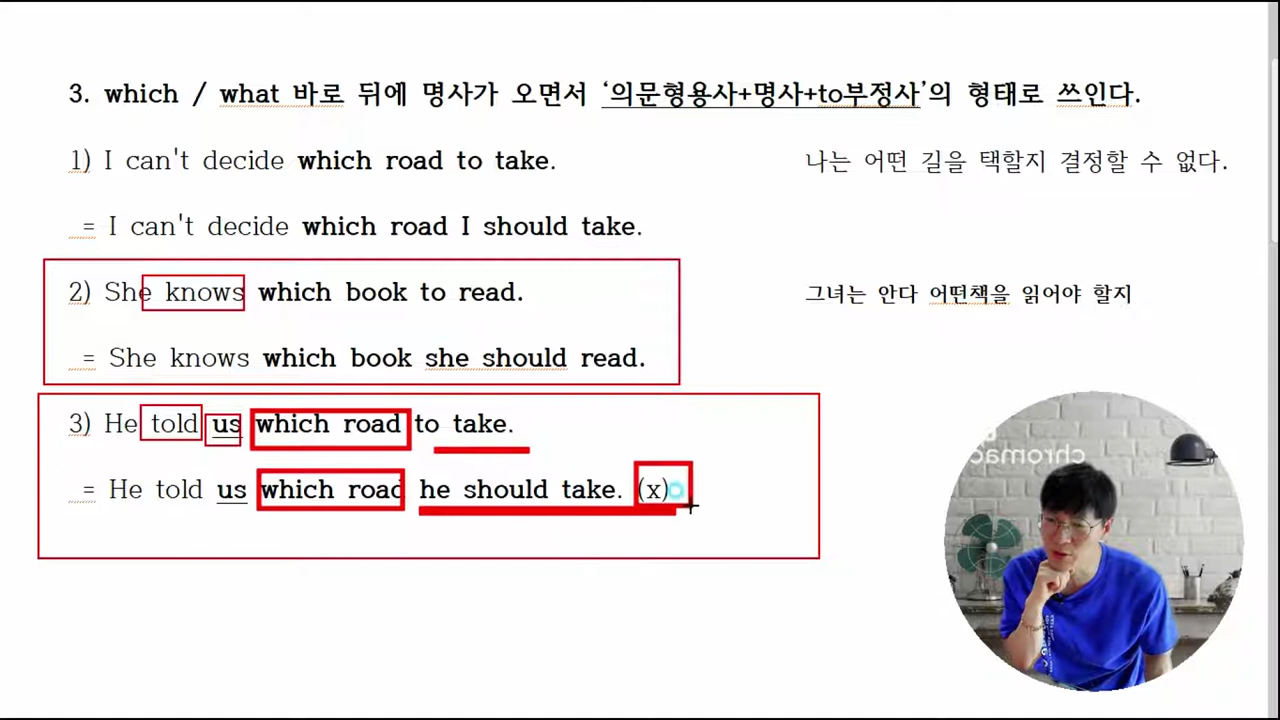 3. which / what 바로 뒤에 명사가 오면서 ‘의문형용사+명사+to부정사’의 형태로 쓰인다.
1) I can't decide which road to take. 나는 어떤 길을 택할지 결정할 수 없다.
= I can't decide which road I should take.
2) She knows which book to read. 그녀는 안다 어떤책을 읽어야 할지
= She knows which book she should read.
3) He told us which road to take.
= He told us which road he should take. (x)
chromac